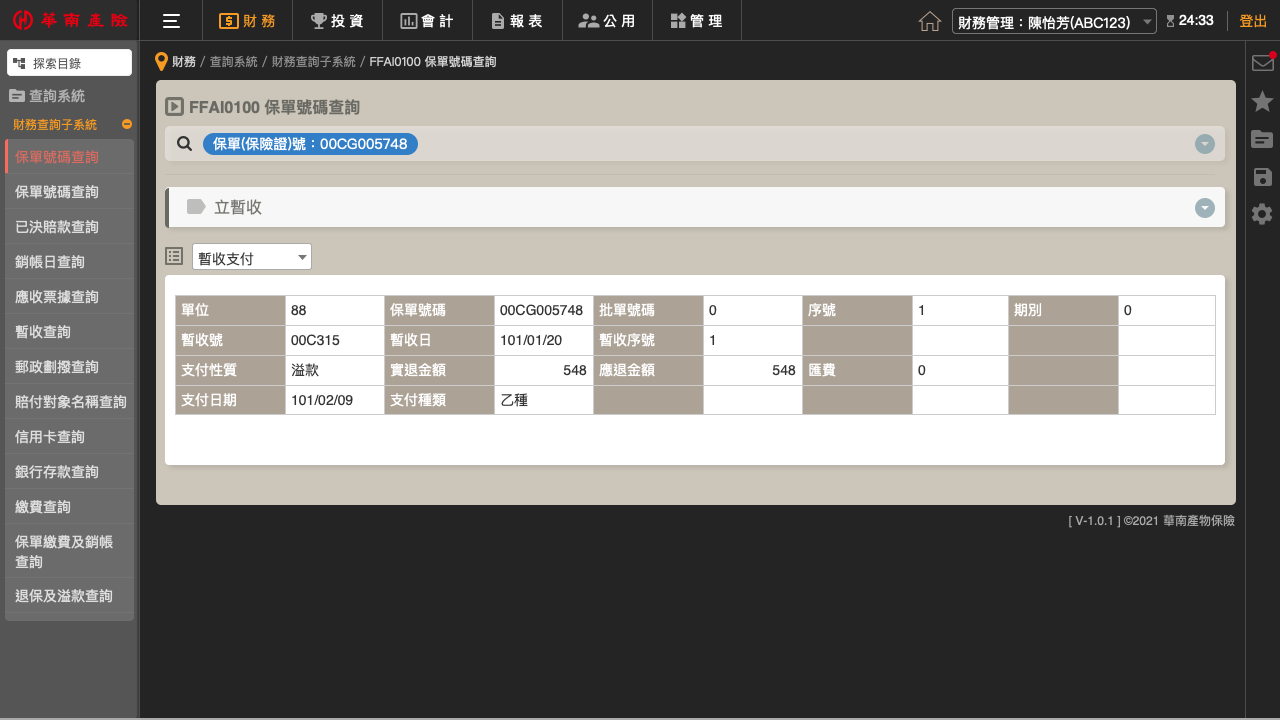 華南產險
財務
投資
會計
報表
公用
管理
財務管理：陳怡芳(ABC123)
24:33
登出
探索目錄
查詢系統
財務查詢子系統
保單號碼查詢
保單號碼查詢
已決賠款查詢
銷帳日查詢
應收票據查詢
暫收查詢
郵政劃撥查詢
賠付對象名稱查詢
信用卡查詢
銀行存款查詢
繳費查詢
保單繳費及銷帳
查詢
退保及溢款查詢
財務 / 查詢系統 / 財務查詢子系統 / FFAI0100 保單號碼查詢
FFAI0100 保單號碼查詢
保單(保險證)號：00CG005748
立暫收
暫收支付
單位 88 保單號碼 00CG005748 批單號碼 0 序號 1 期別 0
暫收號 00C315 暫收日 101/01/20 暫收序號 1
支付性質 溢款 實退金額 548 應退金額 548 匯費 0
支付日期 101/02/09 支付種類 乙種
[ V-1.0.1 ] ©2021 華南產物保險